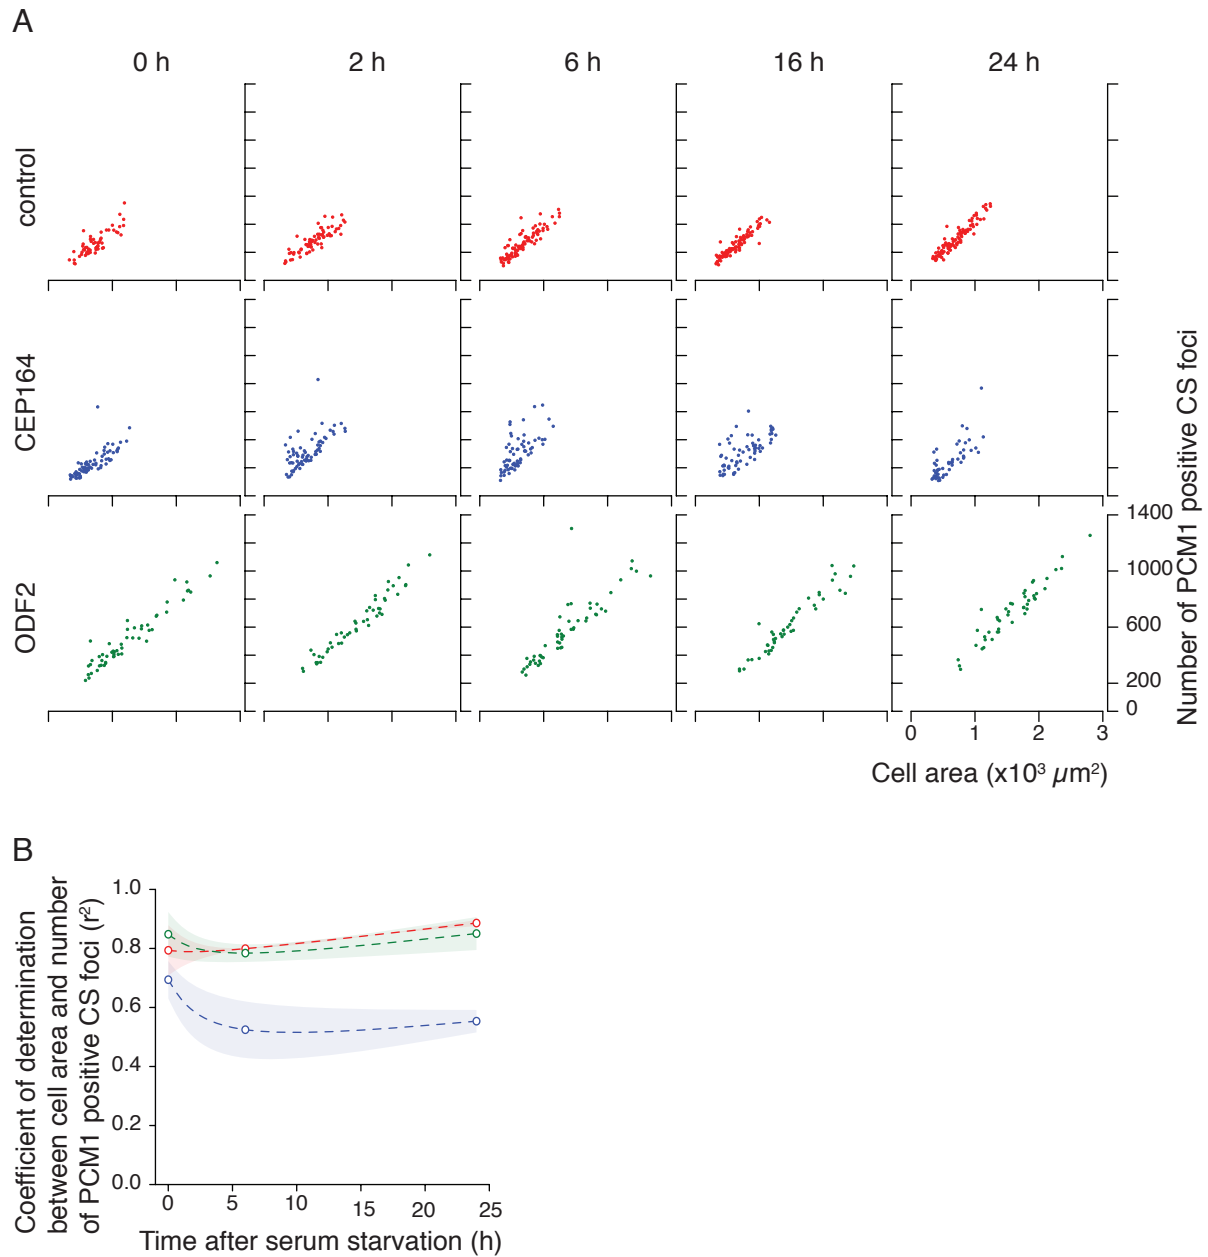 A
0 h
2 h
6 h
16 h
24 h
control
CEP164
ODF2
1400
1000
600
200
0
Number of PCM1 positive CS foci
0
1
2
3
Cell area (x10³ µm²)
B
Coefficient of determination
between cell area and number
of PCM1 positive CS foci (r²)
1.0
0.8
0.6
0.4
0.2
0.0
0
5
10
15
20
25
Time after serum starvation (h)